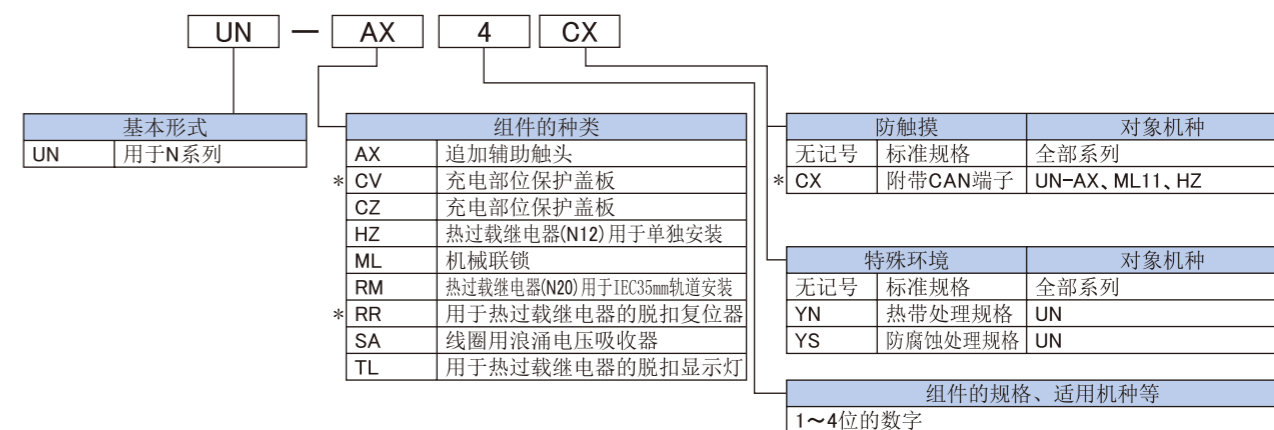 UN — AX 4 CX
基本形式
UN 用于N系列
组件的种类
AX 追加辅助触头
* CV 充电部位保护盖板
CZ 充电部位保护盖板
HZ 热过载继电器(N12)用于单独安装
ML 机械联锁
RM 热过载继电器(N20)用于IEC35mm轨道安装
* RR 用于热过载继电器的脱扣复位器
SA 线圈用浪涌电压吸收器
TL 用于热过载继电器的脱扣显示灯
防触摸 对象机种
无记号 标准规格 全部系列
* CX 附带CAN端子 UN-AX、ML11、HZ
特殊环境 对象机种
无记号 标准规格 全部系列
YN 热带处理规格 UN
YS 防腐蚀处理规格 UN
组件的规格、适用机种等
1～4位的数字